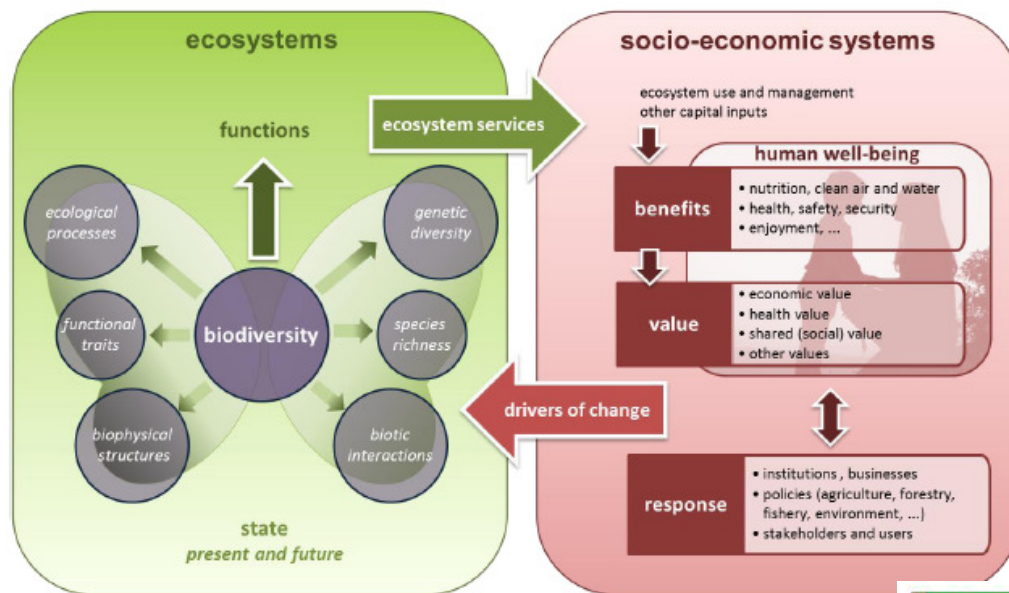 ecosystems
functions
ecological
processes
genetic
diversity
functional
traits
biodiversity
species
richness
biophysical
structures
biotic
interactions
state
present and future
ecosystem services
drivers of change
socio-economic systems
ecosystem use and management
other capital inputs
human well-being
benefits
• nutrition, clean air and water
• health, safety, security
• enjoyment, ...
value
• economic value
• health value
• shared (social) value
• other values
response
• institutions , businesses
• policies (agriculture, forestry,
fishery, environment, ...)
• stakeholders and users